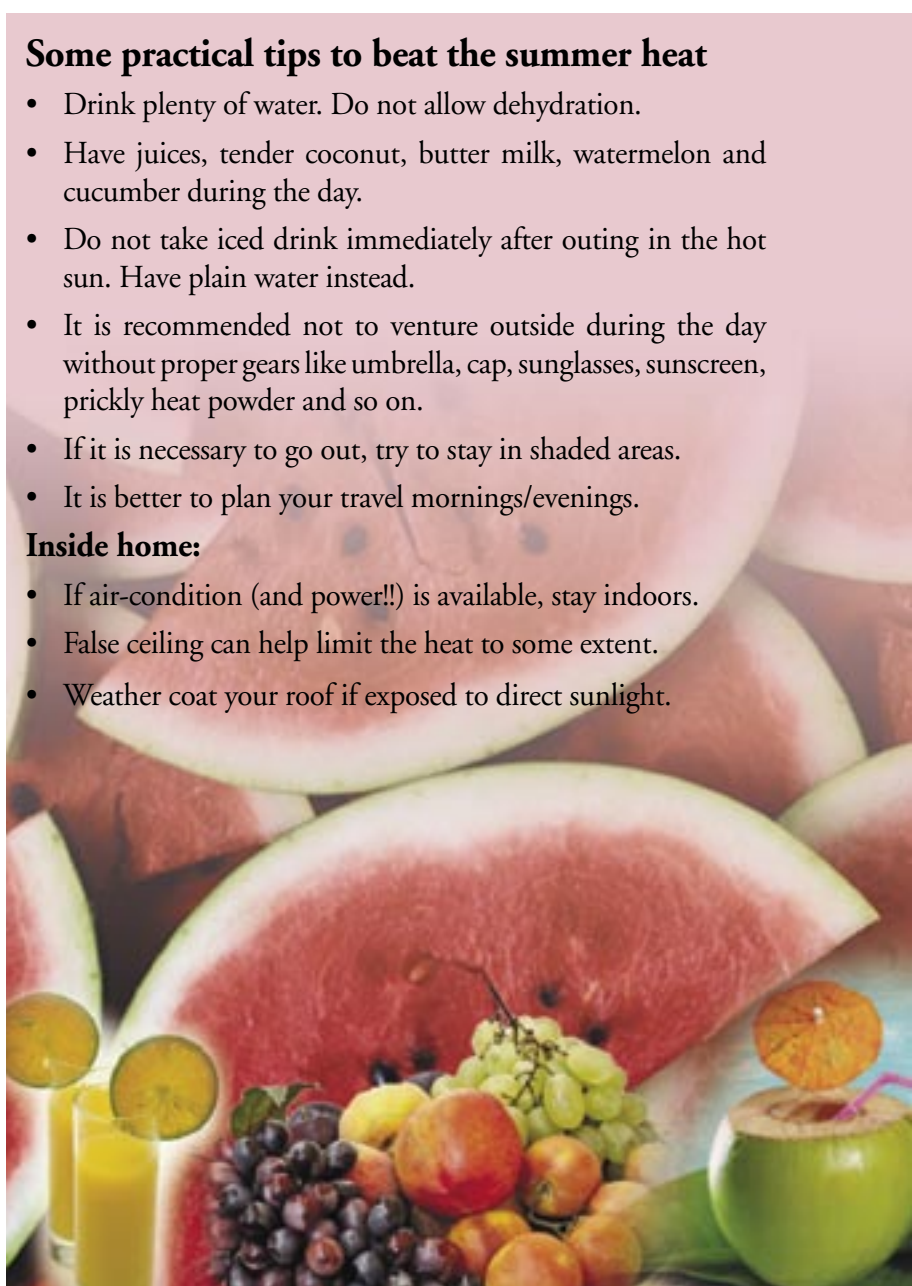 Some practical tips to beat the summer heat
• Drink plenty of water. Do not allow dehydration.
• Have juices, tender coconut, butter milk, watermelon and
cucumber during the day.
• Do not take iced drink immediately after outing in the hot
sun. Have plain water instead.
• It is recommended not to venture outside during the day
without proper gears like umbrella, cap, sunglasses, sunscreen,
prickly heat powder and so on.
• If it is necessary to go out, try to stay in shaded areas.
• It is better to plan your travel mornings/evenings.
Inside home:
• If air-condition (and power!!) is available, stay indoors.
• False ceiling can help limit the heat to some extent.
• Weather coat your roof if exposed to direct sunlight.